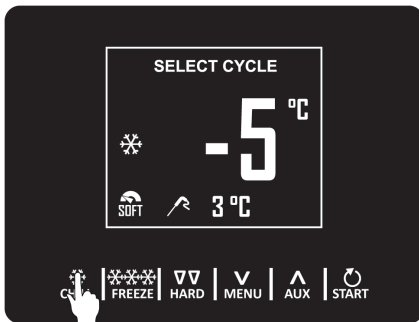 SELECT CYCLE
-5 °C
SOFT 3 °C
FREEZE HARD MENU AUX START